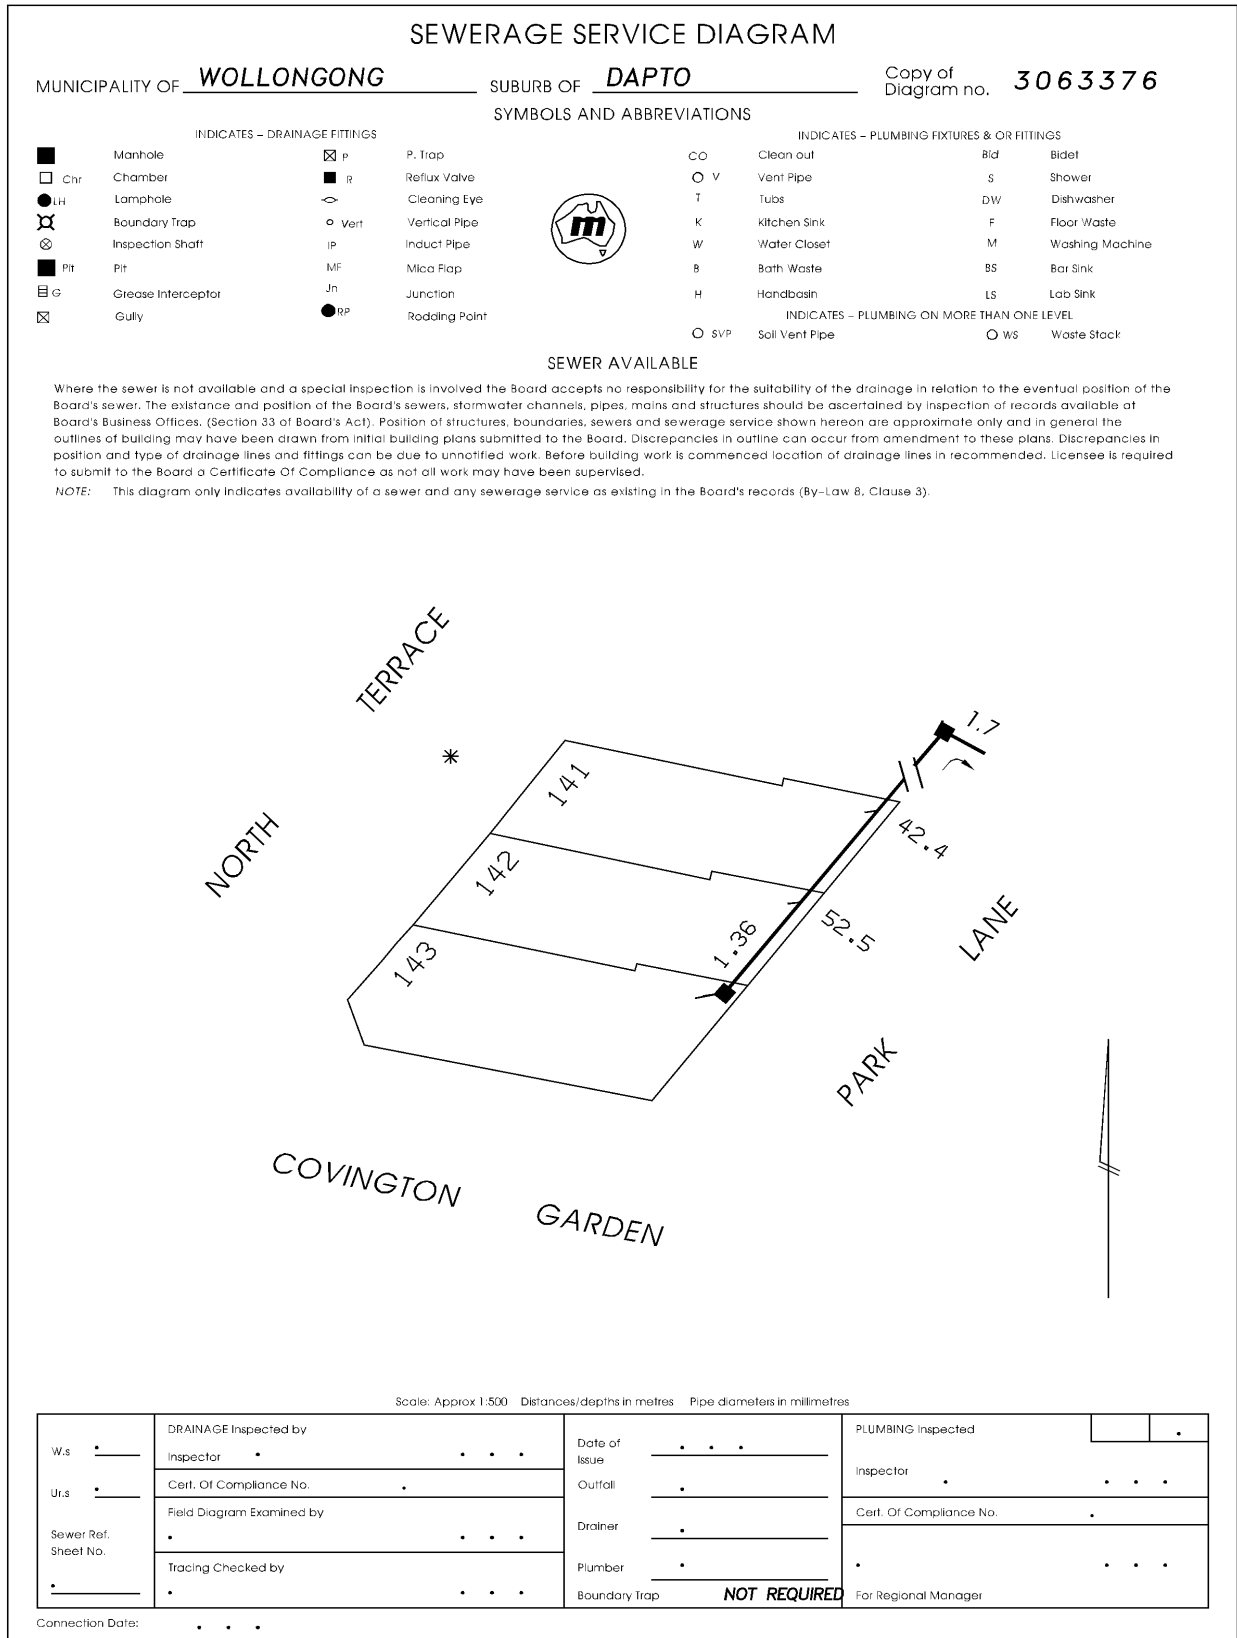 SEWERAGE SERVICE DIAGRAM
MUNICIPALITY OF WOLLONGONG SUBURB OF DAPTO Copy of Diagram no. 3063376
SYMBOLS AND ABBREVIATIONS
INDICATES – DRAINAGE FITTINGS
Manhole
Chr Chamber
LH Lamphole
Boundary Trap
Inspection Shaft
Pit Pit
G Grease Interceptor
Gully
P P. Trap
R Reflux Valve
Cleaning Eye
Vert Vertical Pipe
IP Induct Pipe
MF Mica Flap
Jn Junction
RP Rodding Point
m
INDICATES – PLUMBING FIXTURES & OR FITTINGS
CO Clean out
V Vent Pipe
T Tubs
K Kitchen Sink
W Water Closet
B Bath Waste
H Handbasin
Bid Bidet
S Shower
DW Dishwasher
F Floor Waste
M Washing Machine
BS Bar Sink
LS Lab Sink
INDICATES – PLUMBING ON MORE THAN ONE LEVEL
SVP Soil Vent Pipe WS Waste Stack
SEWER AVAILABLE
Where the sewer is not available and a special inspection is involved the Board accepts no responsibility for the suitability of the drainage in relation to the eventual position of the
Board's sewer. The existance and position of the Board's sewers, stormwater channels, pipes, mains and structures should be ascertained by inspection of records available at
Board's Business Offices. (Section 33 of Board's Act). Position of structures, boundaries, sewers and sewerage service shown hereon are approximate only and in general the
outlines of building may have been drawn from initial building plans submitted to the Board. Discrepancies in outline can occur from amendment to these plans. Discrepancies in
position and type of drainage lines and fittings can be due to unnotified work. Before building work is commenced location of drainage lines in recommended. Licensee is required
to submit to the Board a Certificate Of Compliance as not all work may have been supervised.
NOTE: This diagram only indicates availability of a sewer and any sewerage service as existing in the Board's records (By–Law 8, Clause 3).
NORTH TERRACE
1.7
141
42.4
142
52.5
1.36
143
PARK LANE
COVINGTON GARDEN
Scale: Approx 1:500 Distances/depths in metres Pipe diameters in millimetres
W.s
Ur.s
Sewer Ref.
Sheet No.
DRAINAGE Inspected by
Inspector
Cert. Of Compliance No.
Field Diagram Examined by
Tracing Checked by
Date of
Issue
Outfall
Drainer
Plumber
Boundary Trap NOT REQUIRED
PLUMBING Inspected
Inspector
Cert. Of Compliance No.
For Regional Manager
Connection Date: